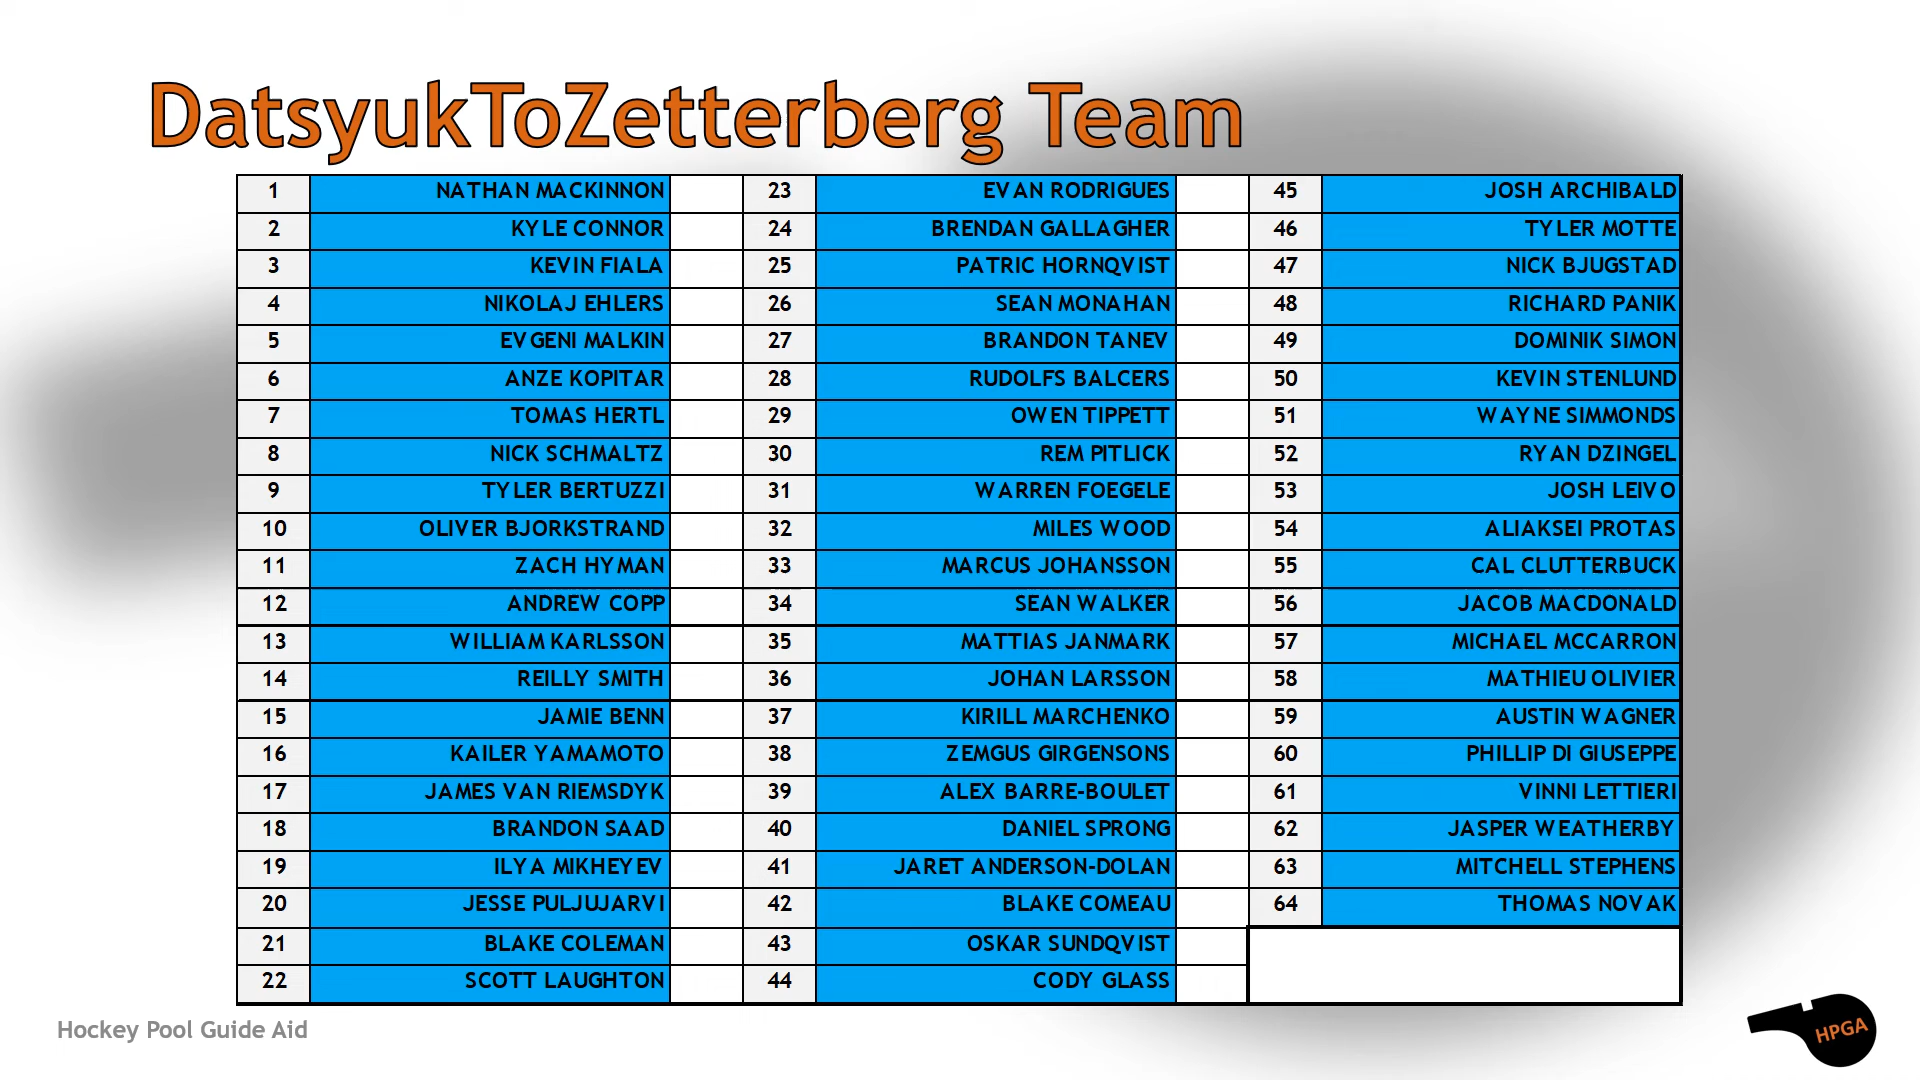 DatsyukToZetterberg Team
1 NATHAN MACKINNON 23 EVAN RODRIGUES 45 JOSH ARCHIBALD
2 KYLE CONNOR 24 BRENDAN GALLAGHER 46 TYLER MOTTE
3 KEVIN FIALA 25 PATRIC HORNQVIST 47 NICK BJUGSTAD
4 NIKOLAJ EHLERS 26 SEAN MONAHAN 48 RICHARD PANIK
5 EVGENI MALKIN 27 BRANDON TANEV 49 DOMINIK SIMON
6 ANZE KOPITAR 28 RUDOLFS BALCERS 50 KEVIN STENLUND
7 TOMAS HERTL 29 OWEN TIPPETT 51 WAYNE SIMMONDS
8 NICK SCHMALTZ 30 REM PITLICK 52 RYAN DZINGEL
9 TYLER BERTUZZI 31 WARREN FOEGELE 53 JOSH LEIVO
10 OLIVER BJORKSTRAND 32 MILES WOOD 54 ALIAKSEI PROTAS
11 ZACH HYMAN 33 MARCUS JOHANSSON 55 CAL CLUTTERBUCK
12 ANDREW COPP 34 SEAN WALKER 56 JACOB MACDONALD
13 WILLIAM KARLSSON 35 MATTIAS JANMARK 57 MICHAEL MCCARRON
14 REILLY SMITH 36 JOHAN LARSSON 58 MATHIEU OLIVIER
15 JAMIE BENN 37 KIRILL MARCHENKO 59 AUSTIN WAGNER
16 KAILER YAMAMOTO 38 ZEMGUS GIRGENSONS 60 PHILLIP DI GIUSEPPE
17 JAMES VAN RIEMSDYK 39 ALEX BARRE-BOULET 61 VINNI LETTIERI
18 BRANDON SAAD 40 DANIEL SPRONG 62 JASPER WEATHERBY
19 ILYA MIKHEYEV 41 JARET ANDERSON-DOLAN 63 MITCHELL STEPHENS
20 JESSE PULJUJARVI 42 BLAKE COMEAU 64 THOMAS NOVAK
21 BLAKE COLEMAN 43 OSKAR SUNDQVIST
22 SCOTT LAUGHTON 44 CODY GLASS
Hockey Pool Guide Aid
HPGA